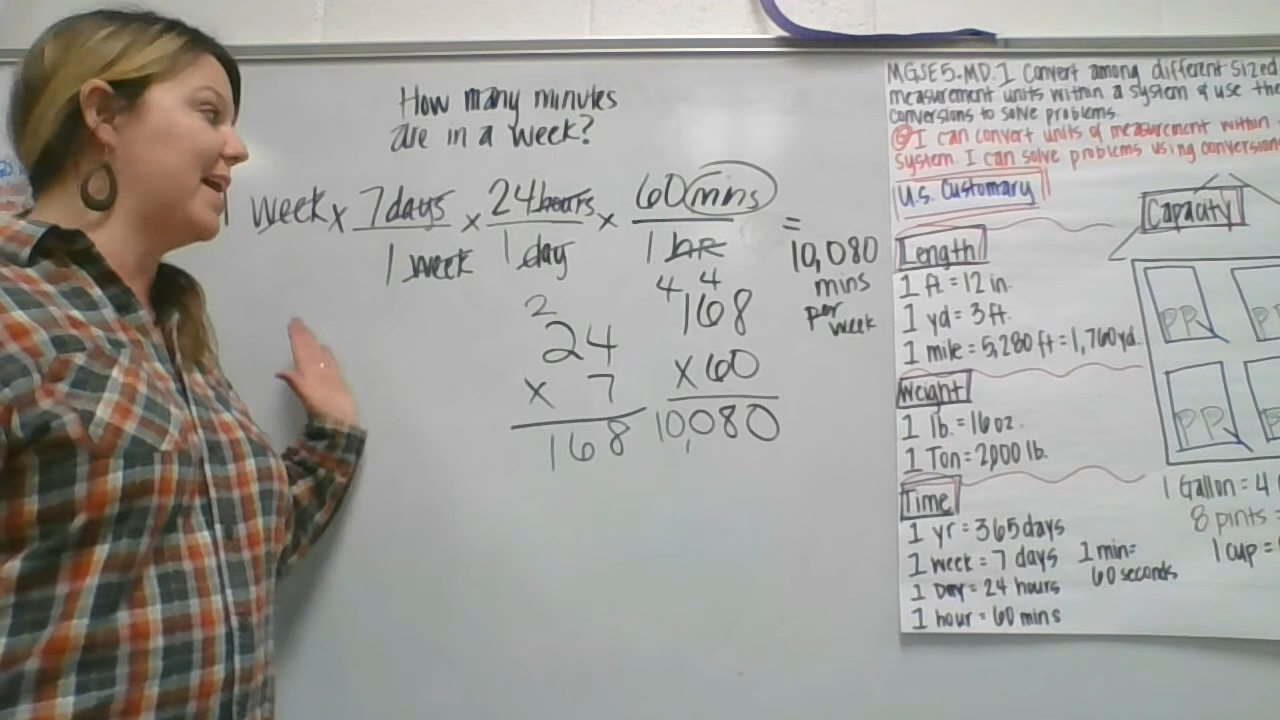 How many minutes
are in a week?
week x 7 days x 24 hours x 60 mins =
1 week 1 day 1 hr
10,080
mins
per
week
2
24
x 7
168
4 4
168
x 60
10,080
MGSE5.MD.1 Convert among different-sized
measurement units within a system & use the
conversions to solve problems.
I can convert units of measurement within
system. I can solve problems using conversions
U.S. Customary
Length
1 ft = 12 in.
1 yd = 3 ft.
1 mile = 5,280 ft = 1,760 yd.
Weight
1 lb. = 16 oz.
1 Ton = 2,000 lb.
Time
1 yr = 365 days
1 week = 7 days
1 Day = 24 hours
1 hour = 60 mins
1 min =
60 seconds
Capacity
PP
PP
PP
1 Gallon = 4
8 pints =
1 cup =